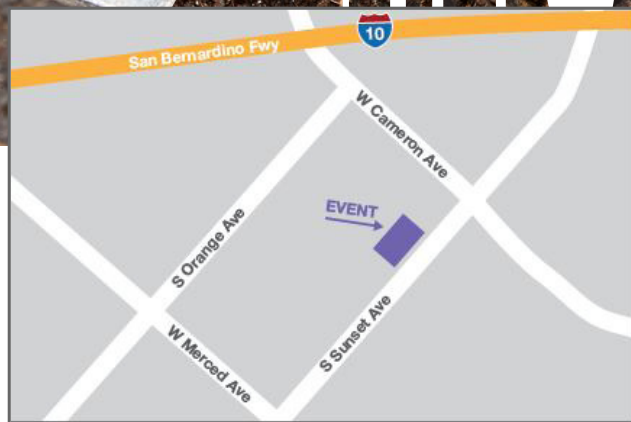 San Bernardino Fwy
10
W Cameron Ave
EVENT
S Orange Ave
S Sunset Ave
W Merced Ave